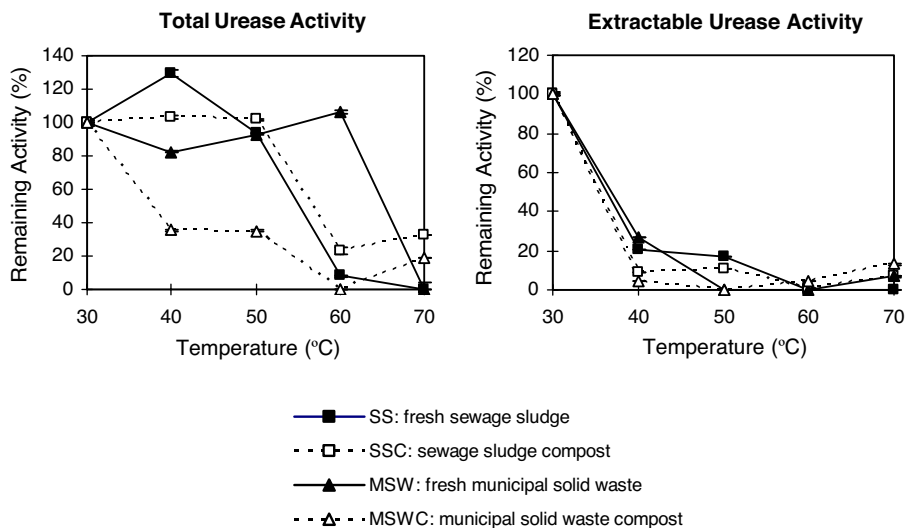 Total Urease Activity
Remaining Activity (%)
140
120
100
80
60
40
20
0
30 40 50 60 70
Temperature (ºC)
Extractable Urease Activity
Remaining Activity (%)
120
100
80
60
40
20
0
30 40 50 60 70
Temperature (ºC)
SS: fresh sewage sludge
SSC: sewage sludge compost
MSW: fresh municipal solid waste
MSWC: municipal solid waste compost